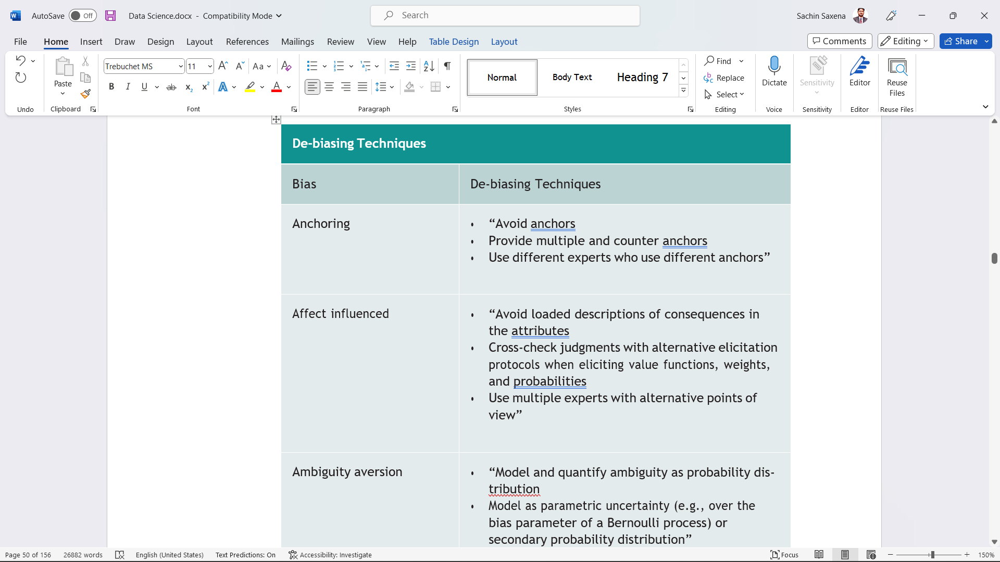 AutoSave Off Data Science.docx - Compatibility Mode Search Sachin Saxena
File Home Insert Draw Design Layout References Mailings Review View Help Table Design Layout Comments Editing Share
Paste
Trebuchet MS 11
Aa
B I U ab x2 x2 A A
Normal
Body Text
Heading 7
Find
Replace
Select
Dictate
Sensitivity
Editor
Reuse
Files
Undo Clipboard Font Paragraph Styles Editing Voice Sensitivity Editor Reuse Files
De-biasing Techniques
Bias De-biasing Techniques
Anchoring • “Avoid anchors
• Provide multiple and counter anchors
• Use different experts who use different anchors”
Affect influenced • “Avoid loaded descriptions of consequences in
the attributes
• Cross-check judgments with alternative elicitation
protocols when eliciting value functions, weights,
and probabilities
• Use multiple experts with alternative points of
view”
Ambiguity aversion • “Model and quantify ambiguity as probability dis-
tribution
• Model as parametric uncertainty (e.g., over the
bias parameter of a Bernoulli process) or
secondary probability distribution”
Page 50 of 156 26882 words English (United States) Text Predictions: On Accessibility: Investigate Focus 150%